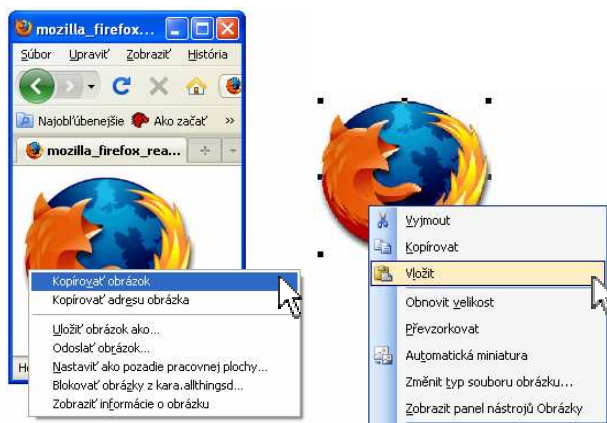 mozilla_firefox...
Súbor Upraviť Zobraziť História
Najobľúbenejšie Ako začať »
mozilla_firefox_rea...
Kopírovať obrázok
Kopírovať adresu obrázka
Uložiť obrázok ako...
Odoslať obrázok...
Nastaviť ako pozadie pracovnej plochy...
Blokovať obrázky z kara.allthingsd...
Zobraziť informácie o obrázku
Vyjmout
Kopírovat
Vložit
Obnovit velikost
Převzorkovat
Automatická miniatura
Změnit typ souboru obrázku...
Zobrazit panel nástrojů Obrázky